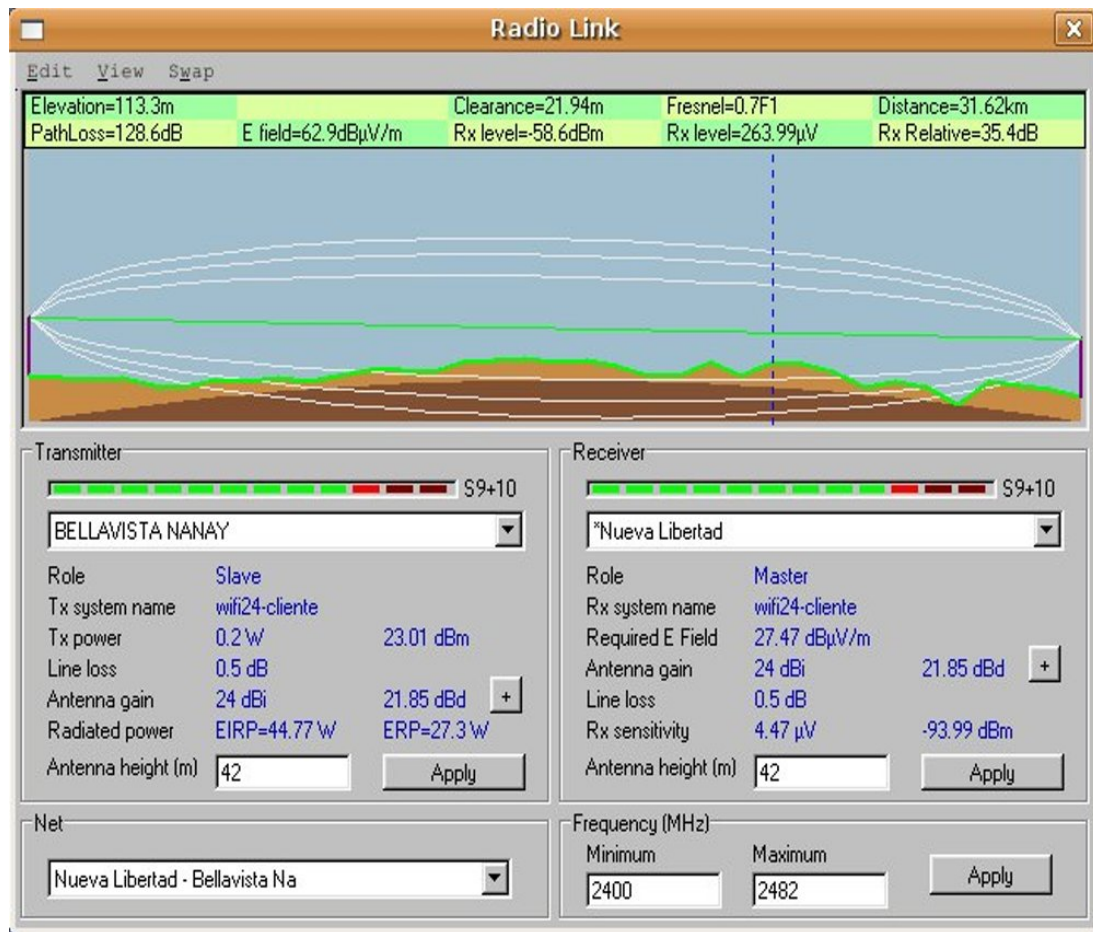 Radio Link
Edit View Swap
Elevation=113.3m Clearance=21.94m Fresnel=0.7F1 Distance=31.62km
PathLoss=128.6dB E field=62.9dBµV/m Rx level=-58.6dBm Rx level=263.99µV Rx Relative=35.4dB
Transmitter
S9+10
BELLAVISTA NANAY
Role Slave
Tx system name wifi24-cliente
Tx power 0.2 W 23.01 dBm
Line loss 0.5 dB
Antenna gain 24 dBi 21.85 dBd +
Radiated power EIRP=44.77 W ERP=27.3 W
Antenna height (m) 42 Apply
Receiver
S9+10
*Nueva Libertad
Role Master
Rx system name wifi24-cliente
Required E Field 27.47 dBµV/m
Antenna gain 24 dBi 21.85 dBd +
Line loss 0.5 dB
Rx sensitivity 4.47 µV -93.99 dBm
Antenna height (m) 42 Apply
Net
Nueva Libertad - Bellavista Na
Frequency (MHz)
Minimum Maximum
2400 2482 Apply